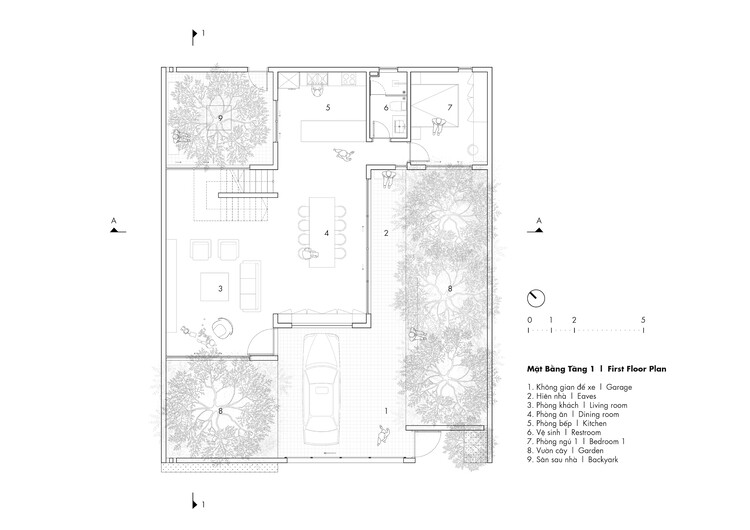 1
9
5
6
7
A
A
4
2
3
8
0 1 2 5
8
1
Mặt Bằng Tầng 1 | First Floor Plan
1. Không gian để xe | Garage
2. Hiên nhà | Eaves
3. Phòng khách | Living room
4. Phòng ăn | Dining room
5. Phòng bếp | Kitchen
6. Vệ sinh | Restroom
7. Phòng ngủ 1 | Bedroom 1
8. Vườn cây | Garden
9. Sân sau nhà | Backyark
1